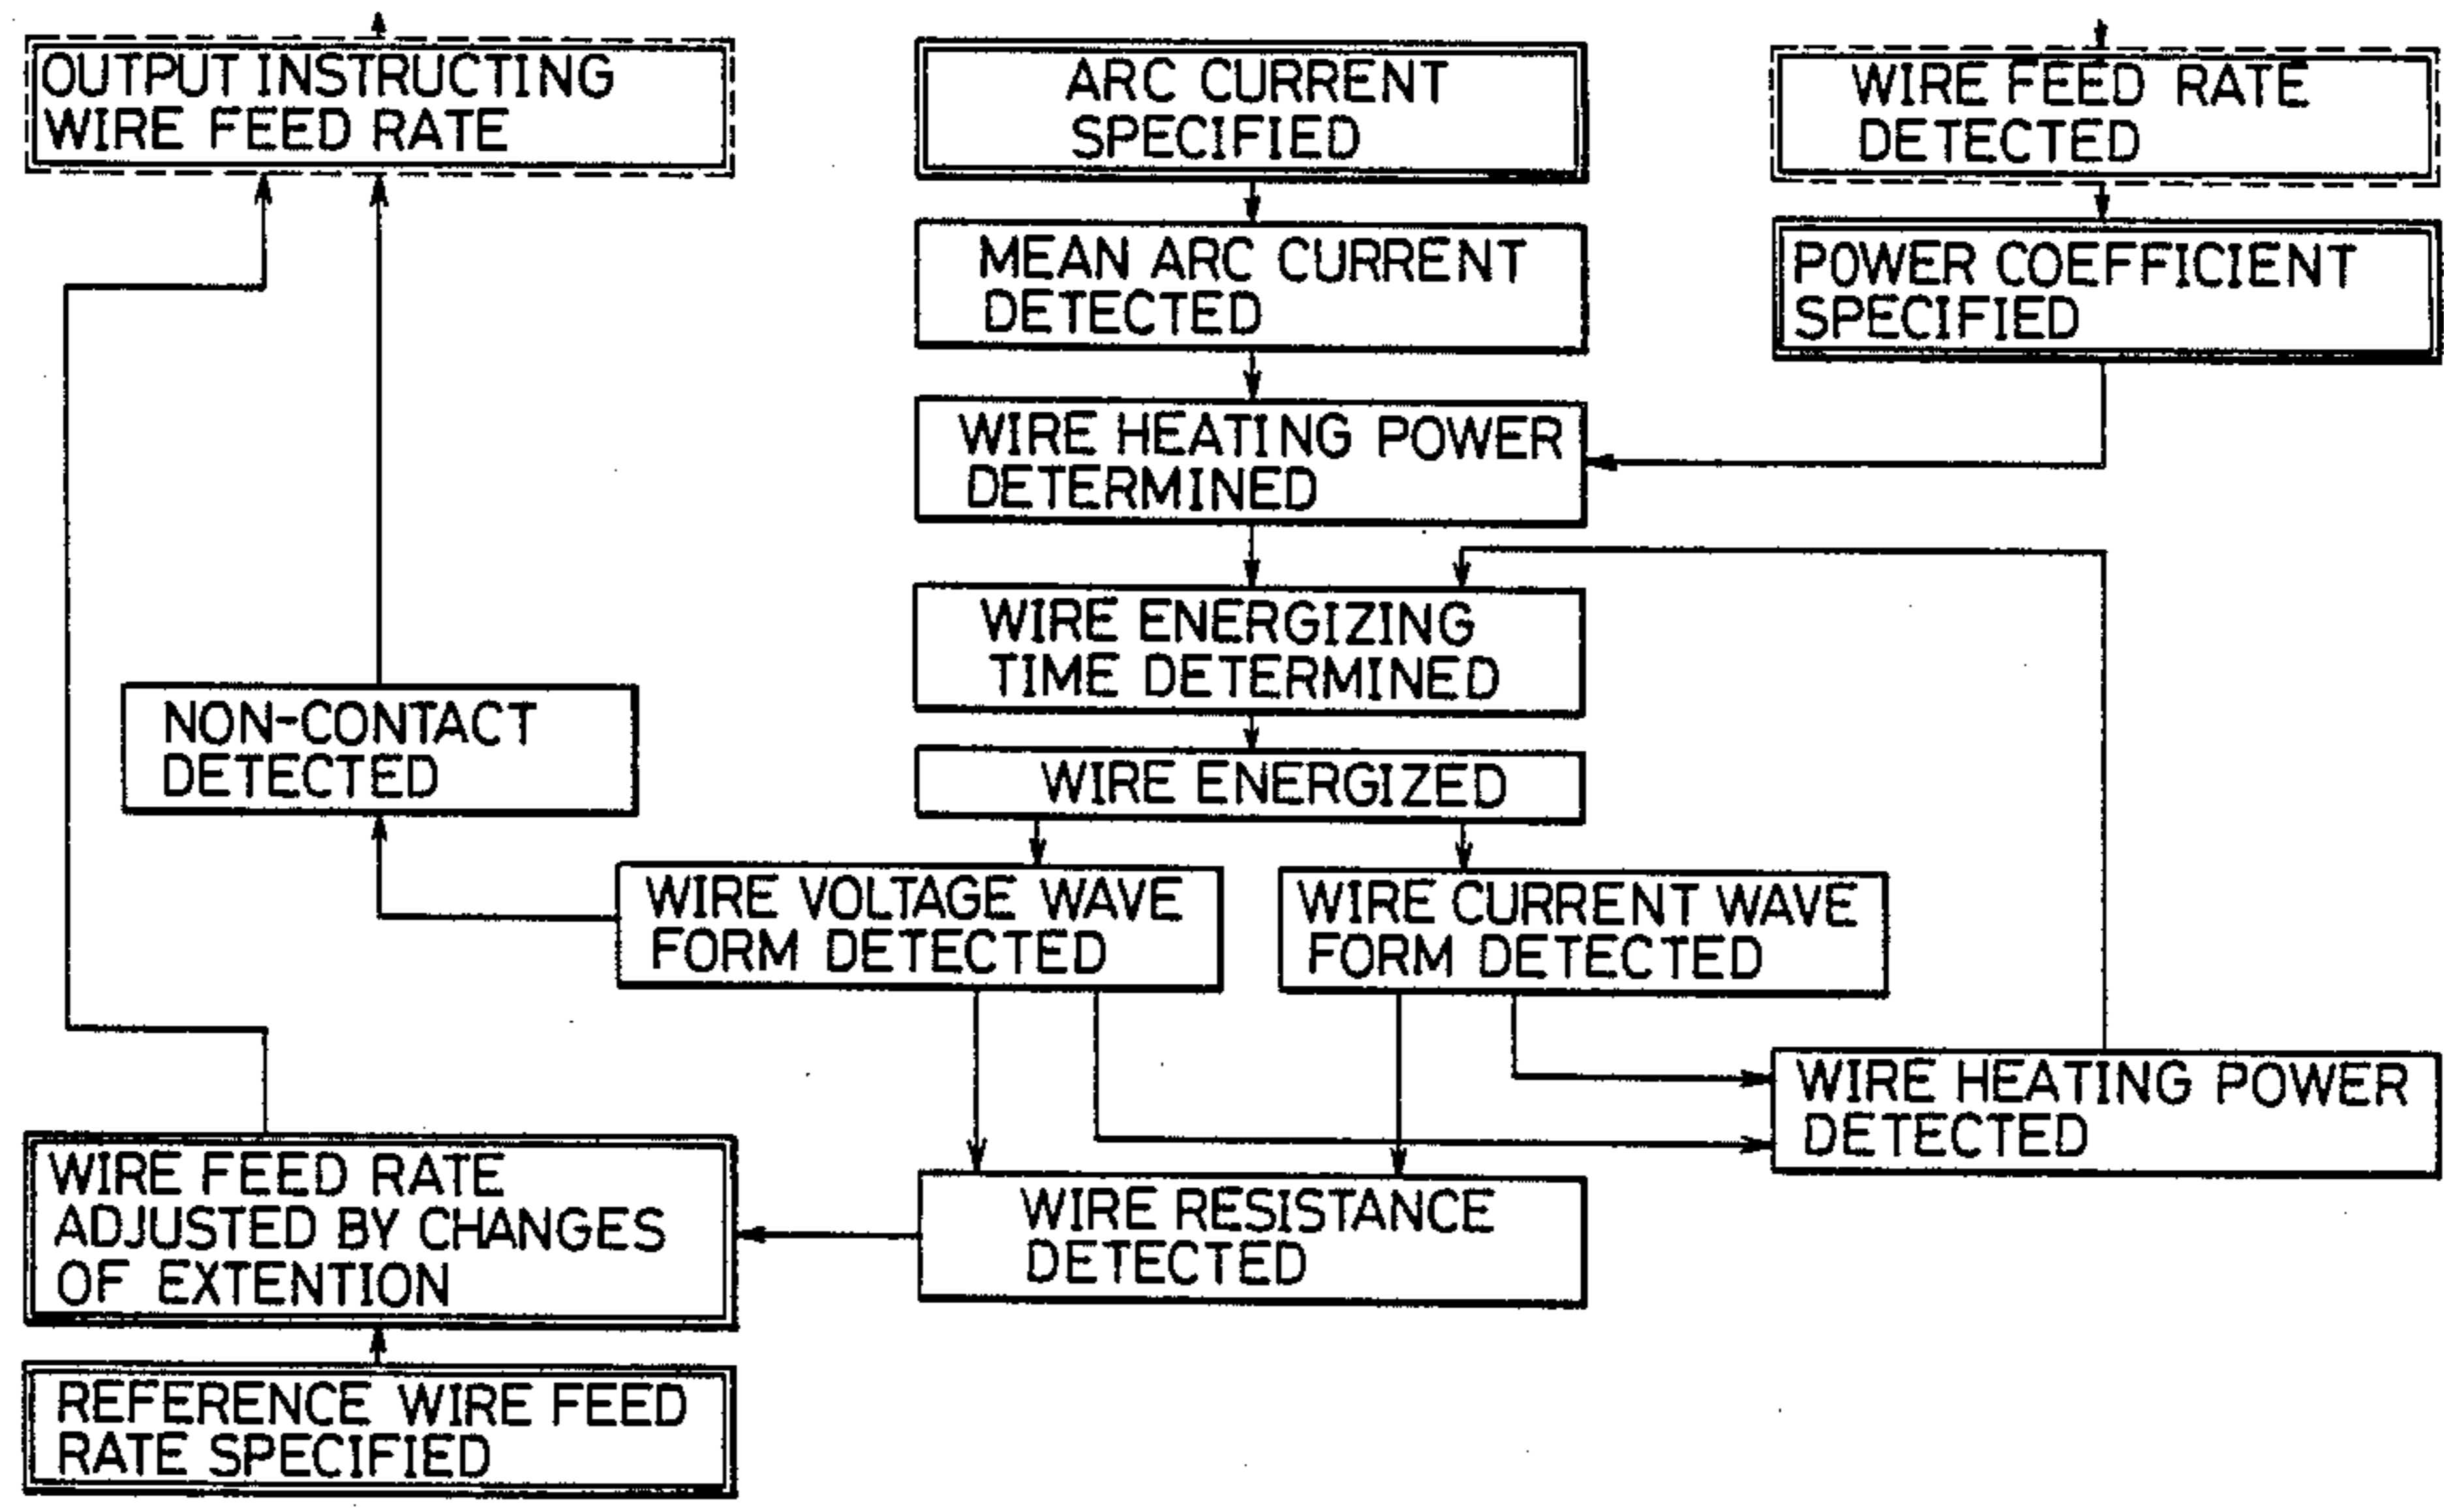 OUTPUT INSTRUCTING
WIRE FEED RATE
ARC CURRENT
SPECIFIED
WIRE FEED RATE
DETECTED
MEAN ARC CURRENT
DETECTED
POWER COEFFICIENT
SPECIFIED
WIRE HEATING POWER
DETERMINED
WIRE ENERGIZING
TIME DETERMINED
NON-CONTACT
DETECTED
WIRE ENERGIZED
WIRE VOLTAGE WAVE
FORM DETECTED
WIRE CURRENT WAVE
FORM DETECTED
WIRE HEATING POWER
DETECTED
WIRE FEED RATE
ADJUSTED BY CHANGES
OF EXTENTION
WIRE RESISTANCE
DETECTED
REFERENCE WIRE FEED
RATE SPECIFIED